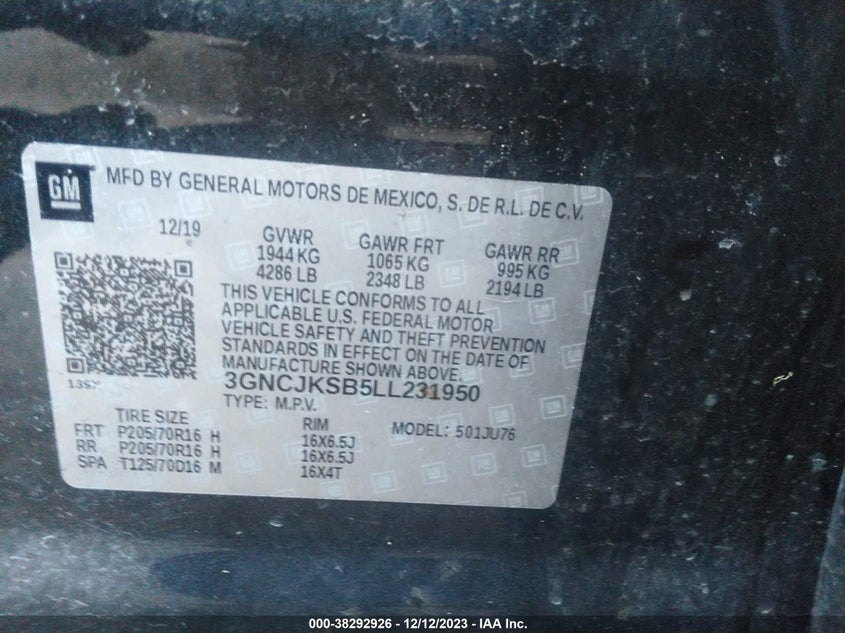 GM
MFD BY GENERAL MOTORS DE MEXICO, S. DE R.L. DE C.V.
12/19 GVWR GAWR FRT GAWR RR
1944 KG 1065 KG 995 KG
4286 LB 2348 LB 2194 LB
THIS VEHICLE CONFORMS TO ALL
APPLICABLE U.S. FEDERAL MOTOR
VEHICLE SAFETY AND THEFT PREVENTION
STANDARDS IN EFFECT ON THE DATE OF
MANUFACTURE SHOWN ABOVE.
3GNCJKSB5LL231950
TYPE: M.P.V.
TIRE SIZE RIM MODEL: 501JU76
FRT P205/70R16 H 16X6.5J
RR P205/70R16 H 16X6.5J
SPA T125/70D16 M 16X4T
000-38292926 - 12/12/2023 - IAA Inc.